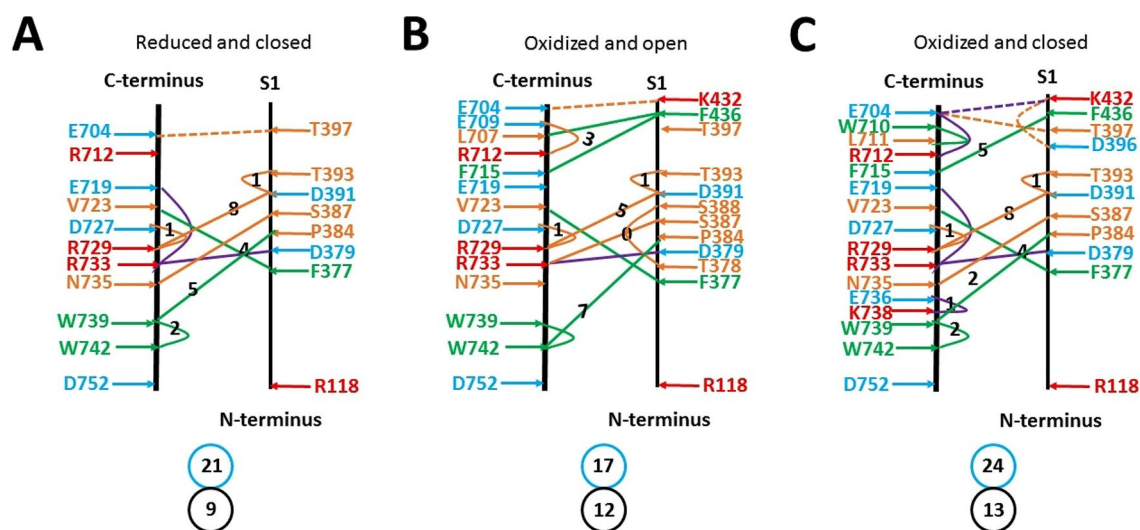 A
Reduced and closed
C-terminus
S1
E704
T397
R712
E719
1
T393
V723
8
D391
D727
1
S387
R729
4
P384
R733
D379
N735
5
F377
W739
2
W742
D752
R118
N-terminus
21
9
B
Oxidized and open
C-terminus
S1
E704
K432
E709
F436
L707
3
T397
R712
F715
1
T393
E719
D391
V723
5
S388
D727
1
0
S387
R729
P384
R733
D379
N735
T378
F377
7
W739
W742
D752
R118
N-terminus
17
12
C
Oxidized and closed
C-terminus
S1
E704
K432
W710
F436
L711
T397
R712
5
D396
F715
1
T393
E719
D391
V723
8
S387
D727
1
P384
R729
4
D379
R733
2
F377
N735
E736
1
K738
W739
2
W742
D752
R118
N-terminus
24
13